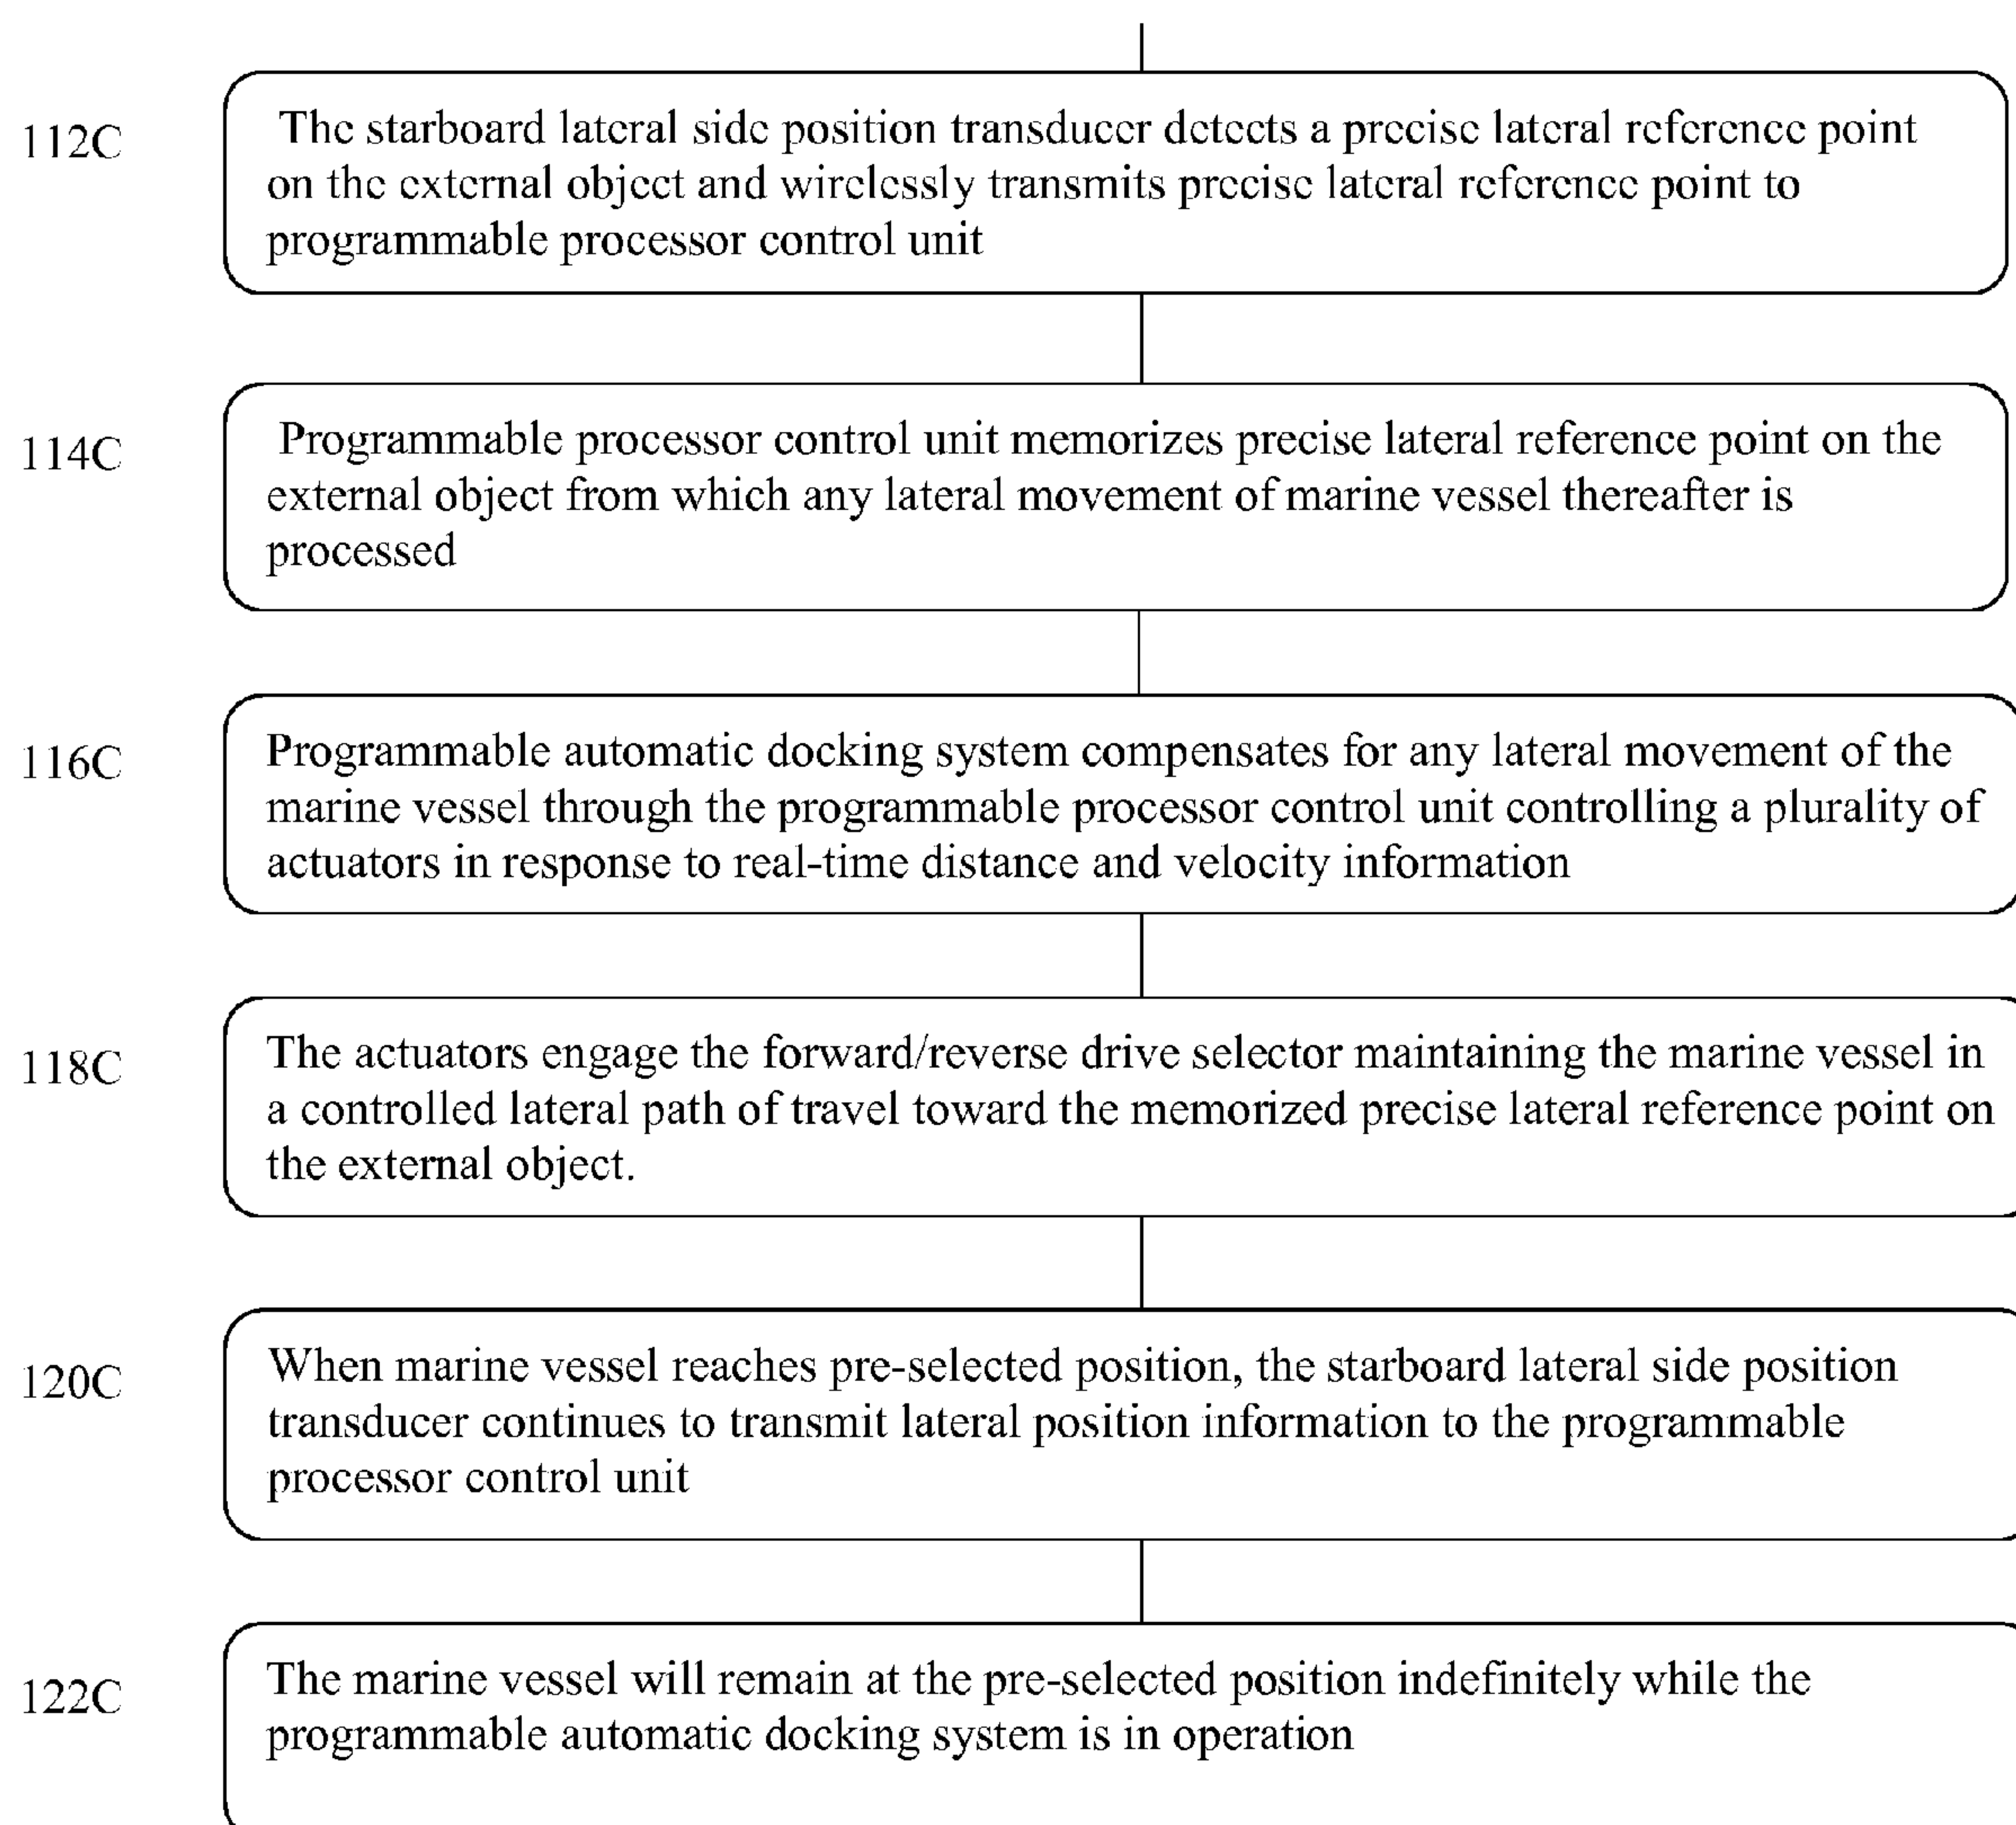 112C
The starboard lateral side position transducer detects a precise lateral reference point
on the external object and wirelessly transmits precise lateral reference point to
programmable processor control unit
114C
Programmable processor control unit memorizes precise lateral reference point on the
external object from which any lateral movement of marine vessel thereafter is
processed
116C
Programmable automatic docking system compensates for any lateral movement of the
marine vessel through the programmable processor control unit controlling a plurality of
actuators in response to real-time distance and velocity information
118C
The actuators engage the forward/reverse drive selector maintaining the marine vessel in
a controlled lateral path of travel toward the memorized precise lateral reference point on
the external object.
120C
When marine vessel reaches pre-selected position, the starboard lateral side position
transducer continues to transmit lateral position information to the programmable
processor control unit
122C
The marine vessel will remain at the pre-selected position indefinitely while the
programmable automatic docking system is in operation